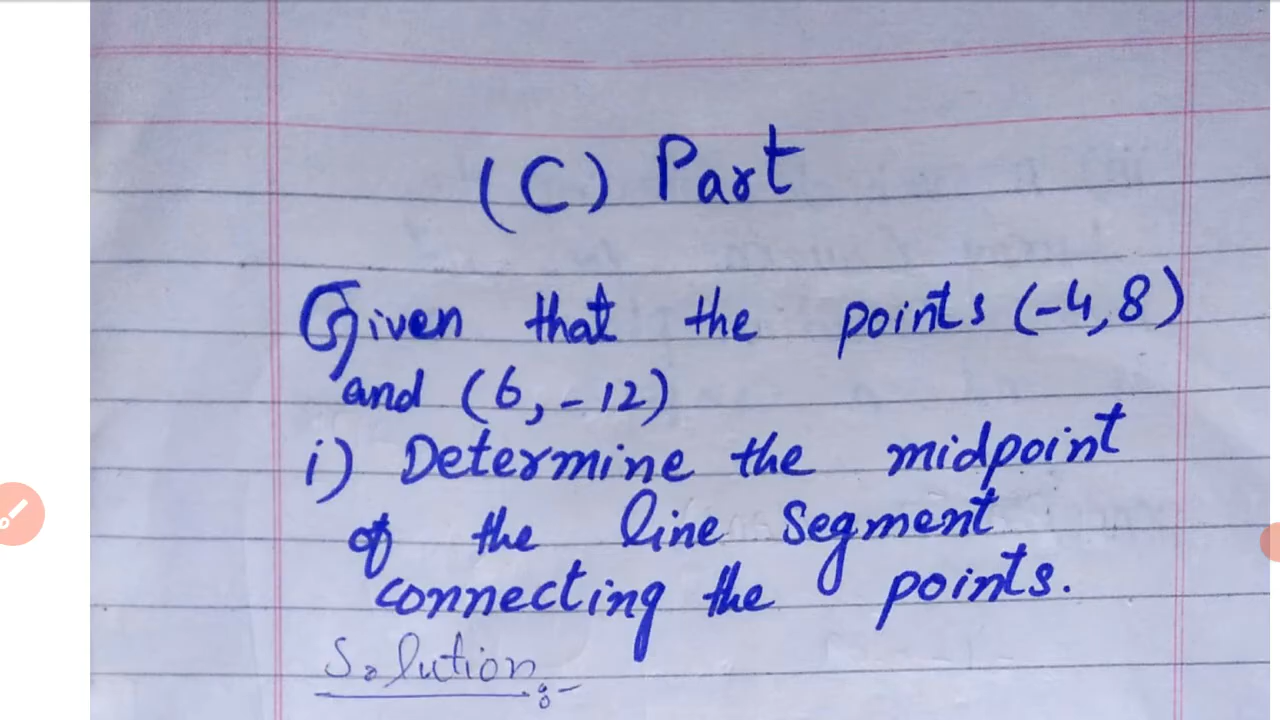 (C) Part
Given that the points (-4,8)
and (6,-12)
i) Determine the midpoint
of the line segment
connecting the points.
Solution:-